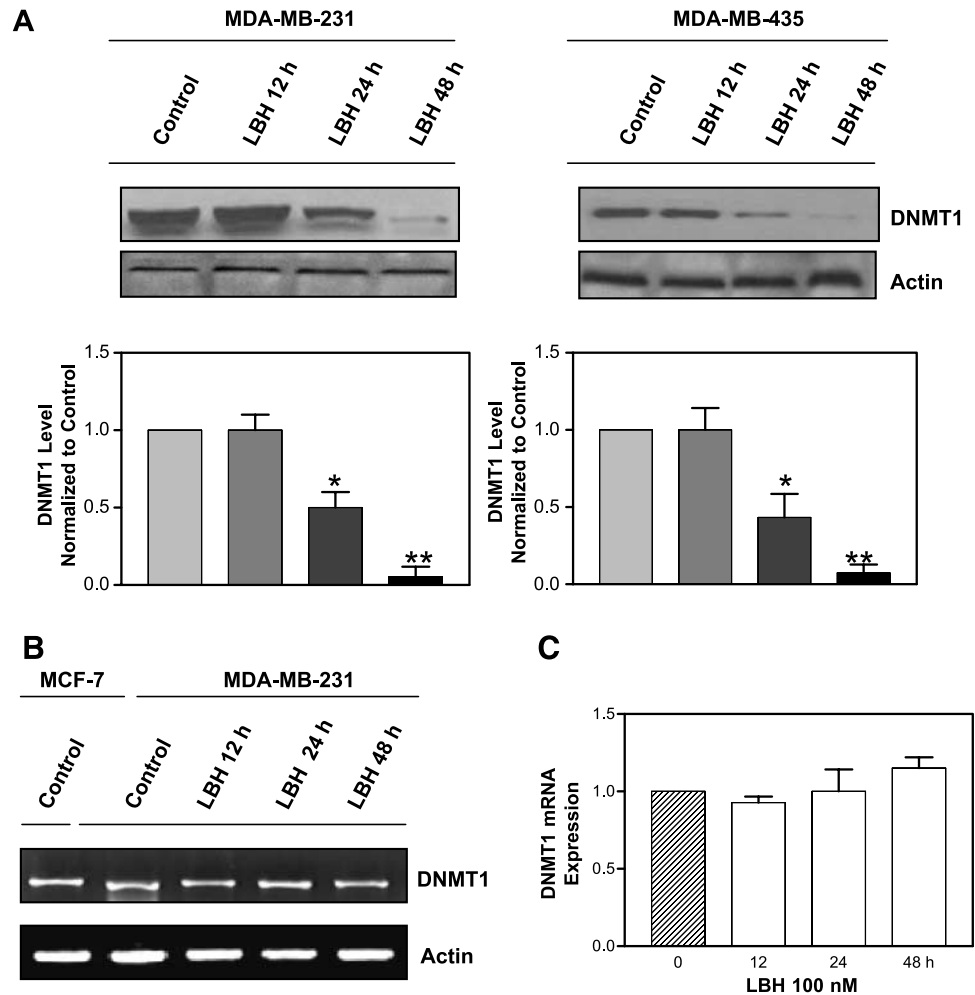 A
MDA-MB-231
MDA-MB-435
Control
LBH 12 h
LBH 24 h
LBH 48 h
Control
LBH 12 h
LBH 24 h
LBH 48 h
DNMT1
Actin
DNMT1 Level
Normalized to Control
1.5
1.0
0.5
0.0
*
**
DNMT1 Level
Normalized to Control
1.5
1.0
0.5
0.0
*
**
B
MCF-7
MDA-MB-231
Control
Control
LBH 12 h
LBH 24 h
LBH 48 h
DNMT1
Actin
C
DNMT1 mRNA
Expression
1.5
1.0
0.5
0.0
0
12
24
48 h
LBH 100 nM